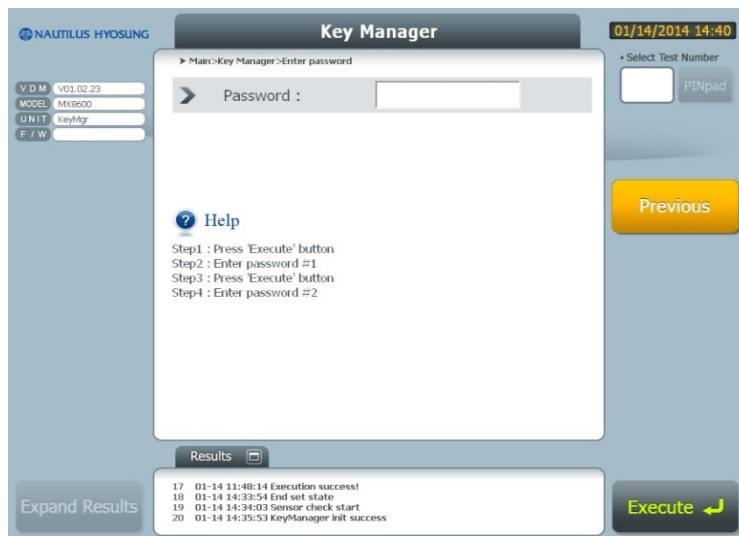 NAUTILUS HYOSUNG
Key Manager
01/14/2014 14:40
Main>Key Manager>Enter password
Select Test Number
VDM V01.02.23
MODEL MX8600
UNIT KeyMgr
F/W
Password :
PINpad
Previous
? Help
Step1 : Press 'Execute' button
Step2 : Enter password #1
Step3 : Press 'Execute' button
Step4 : Enter password #2
Results
17 01-14 11:48:14 Execution success!
18 01-14 14:33:54 End set state
19 01-14 14:34:03 Sensor check start
20 01-14 14:35:53 KeyManager init success
Expand Results
Execute